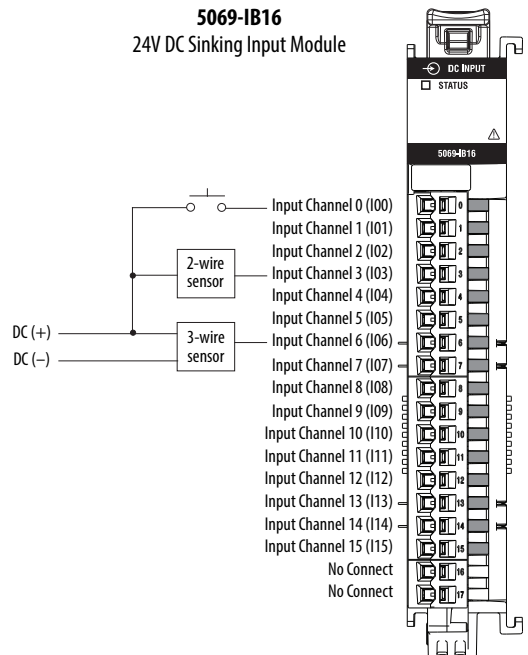 5069-IB16
24V DC Sinking Input Module
DC INPUT
STATUS
5069-IB16
Input Channel 0 (I00)
0
Input Channel 1 (I01)
1
Input Channel 2 (I02)
2
2-wire
sensor
Input Channel 3 (I03)
3
Input Channel 4 (I04)
4
Input Channel 5 (I05)
5
DC (+)
DC (–)
3-wire
sensor
Input Channel 6 (I06)
6
Input Channel 7 (I07)
7
Input Channel 8 (I08)
8
Input Channel 9 (I09)
9
Input Channel 10 (I10)
10
Input Channel 11 (I11)
11
Input Channel 12 (I12)
12
Input Channel 13 (I13)
13
Input Channel 14 (I14)
14
Input Channel 15 (I15)
15
No Connect
16
No Connect
17